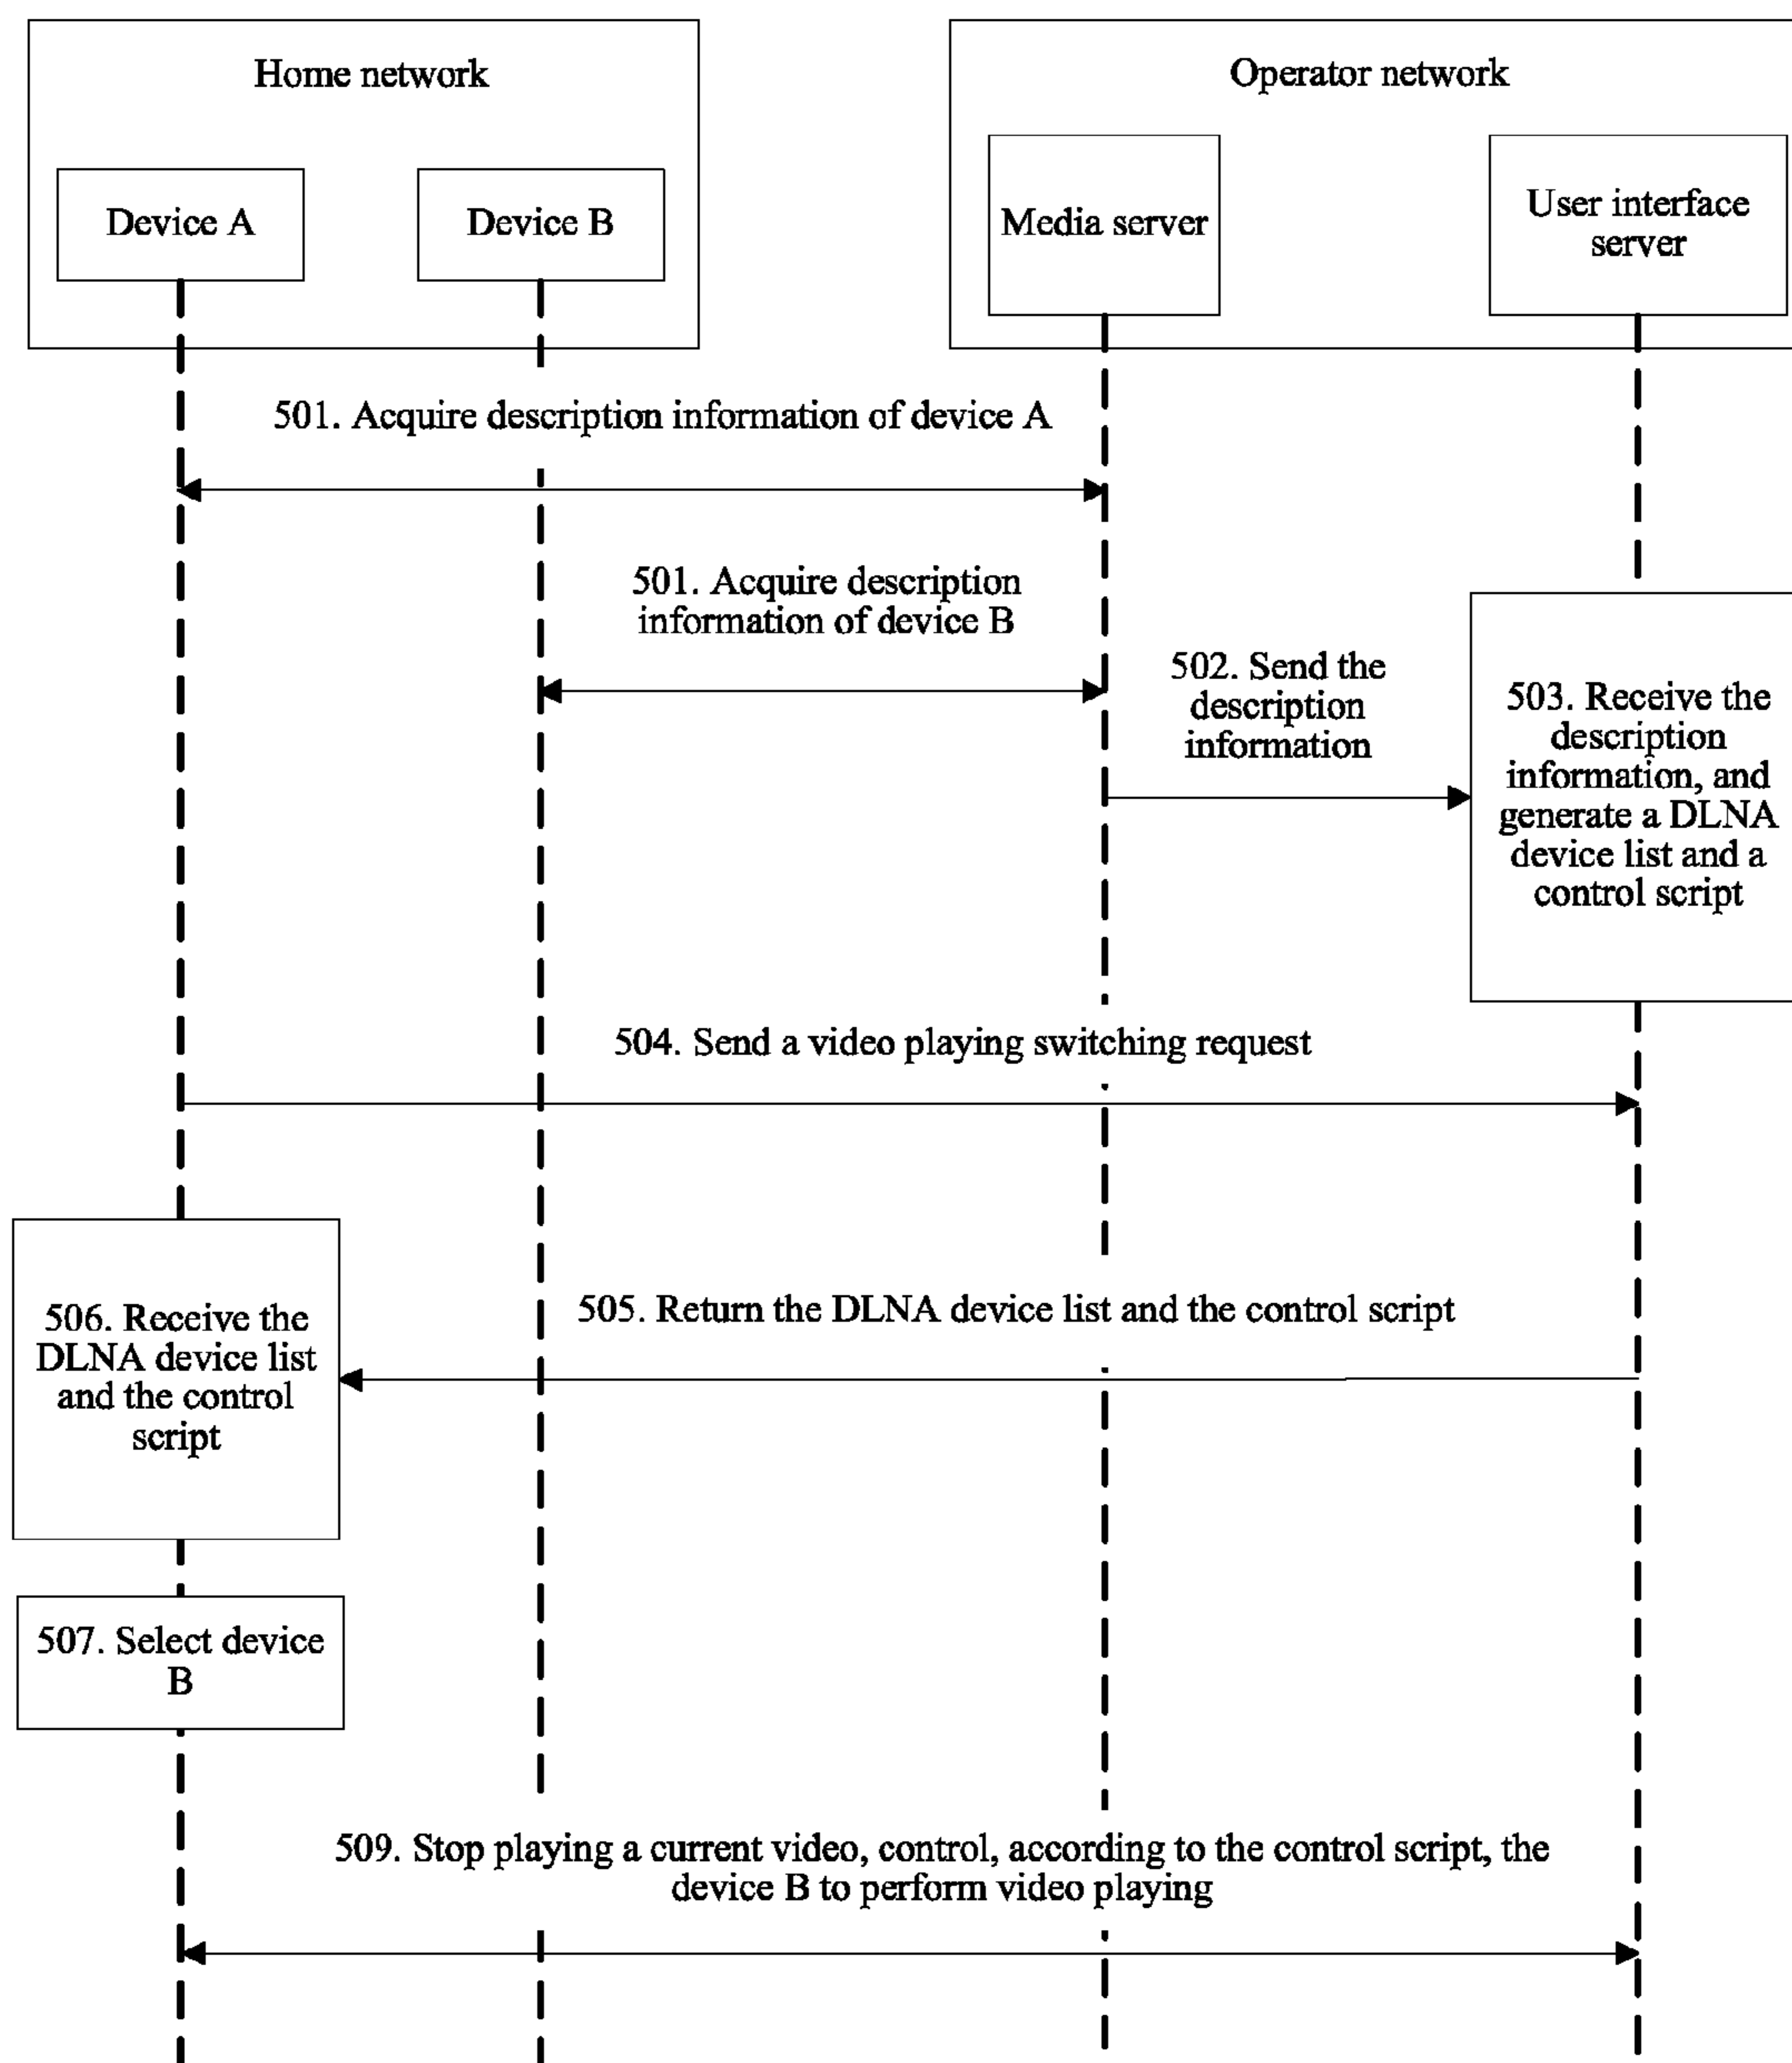 Home network
Operator network
Device A
Device B
Media server
User interface
server
501. Acquire description information of device A
501. Acquire description
information of device B
502. Send the
description
information
503. Receive the
description
information, and
generate a DLNA
device list and a
control script
504. Send a video playing switching request
505. Return the DLNA device list and the control script
506. Receive the
DLNA device list
and the control
script
507. Select device
B
509. Stop playing a current video, control, according to the control script, the
device B to perform video playing